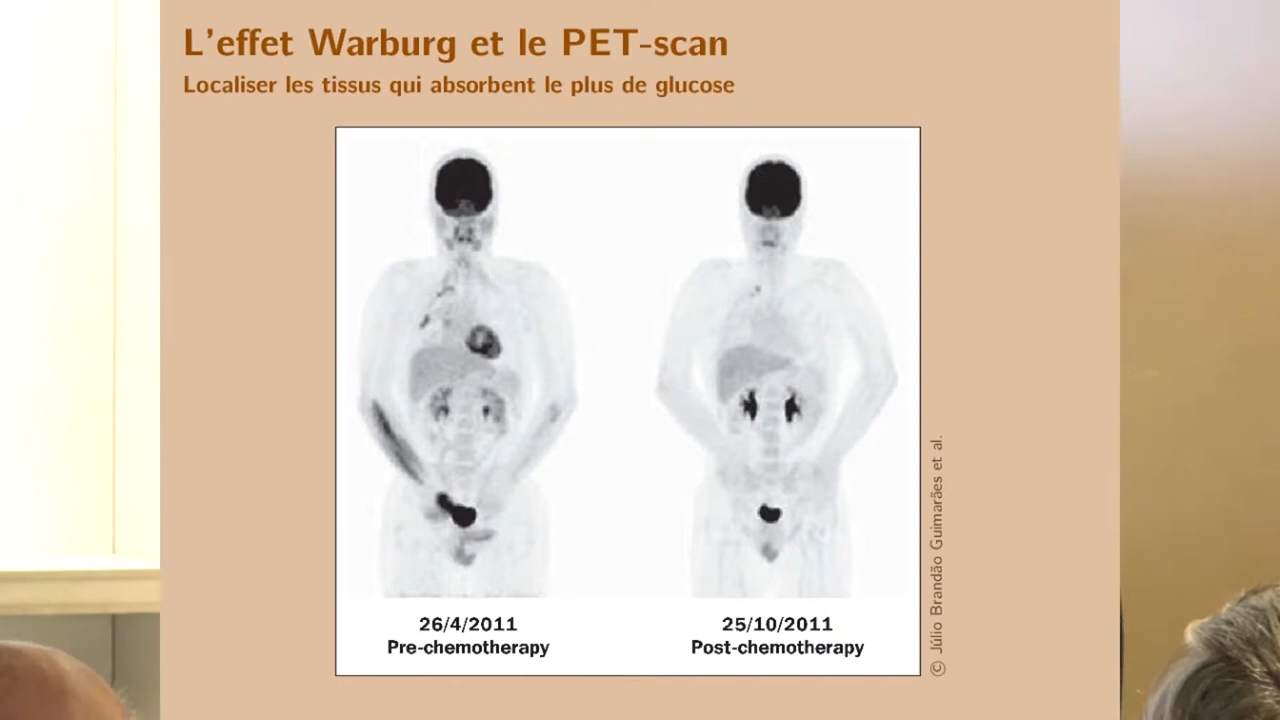 L'effet Warburg et le PET-scan
Localiser les tissus qui absorbent le plus de glucose
26/4/2011
Pre-chemotherapy
25/10/2011
Post-chemotherapy
© Júlio Brandão Guimarães et al.